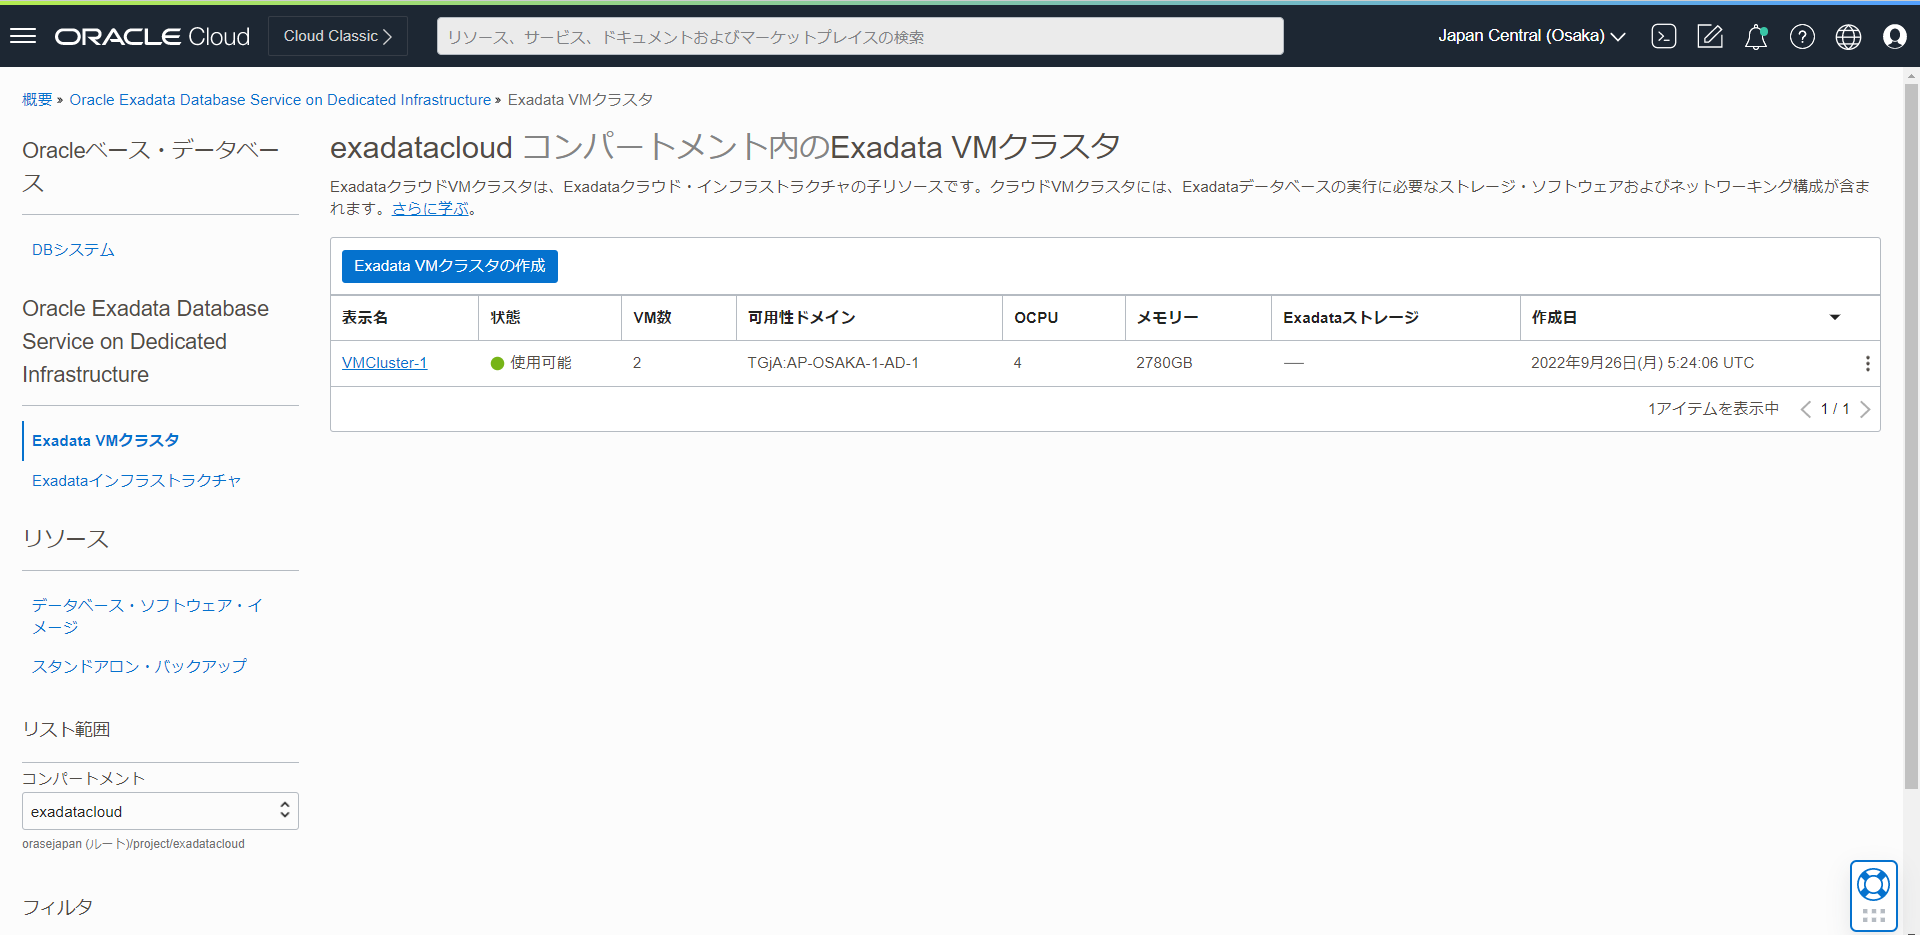 ORACLE Cloud
Cloud Classic
リソース、サービス、ドキュメントおよびマーケットプレイスの検索
Japan Central (Osaka)
概要 » Oracle Exadata Database Service on Dedicated Infrastructure » Exadata VMクラスタ
Oracleベース・データベー
ス
DBシステム
Oracle Exadata Database
Service on Dedicated
Infrastructure
Exadata VMクラスタ
Exadataインフラストラクチャ
リソース
データベース・ソフトウェア・イ
メージ
スタンドアロン・バックアップ
リスト範囲
コンパートメント
exadatacloud
orasejapan (ルート)/project/exadatacloud
フィルタ
exadatacloud コンパートメント内のExadata VMクラスタ
ExadataクラウドVMクラスタは、Exadataクラウド・インフラストラクチャの子リソースです。クラウドVMクラスタには、Exadataデータベースの実行に必要なストレージ・ソフトウェアおよびネットワーキング構成が含ま
れます。さらに学ぶ。
Exadata VMクラスタの作成
表示名 状態 VM数 可用性ドメイン OCPU メモリー Exadataストレージ 作成日
VMCluster-1 使用可能 2 TGjA:AP-OSAKA-1-AD-1 4 2780GB — 2022年9月26日(月) 5:24:06 UTC
1アイテムを表示中 1 / 1